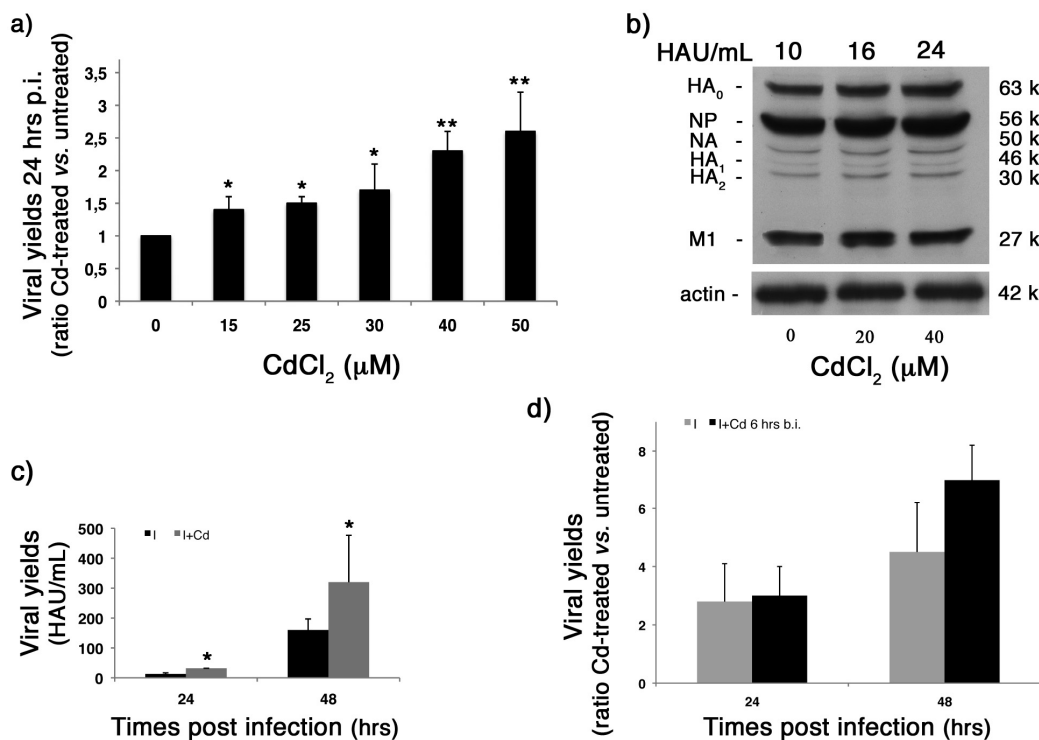 a)
Viral yields 24 hrs p.i.
(ratio Cd-treated vs. untreated)
3,5
3
2,5
2
1,5
1
0,5
0
*
*
*
**
**
0 15 25 30 40 50
CdCl2 (μM)
b)
HAU/mL 10 16 24
HA0 - 63 k
NP - 56 k
NA - 50 k
HA1 - 46 k
HA2 - 30 k
M1 - 27 k
actin - 42 k
0 20 40
CdCl2 (μM)
c)
Viral yields
(HAU/mL)
500
400
300
200
100
0
I I+Cd
*
*
24 48
Times post infection (hrs)
d)
Viral yields
(ratio Cd-treated vs. untreated)
8
6
4
2
0
I I+Cd 6 hrs b.i.
24 48
Times post infection (hrs)